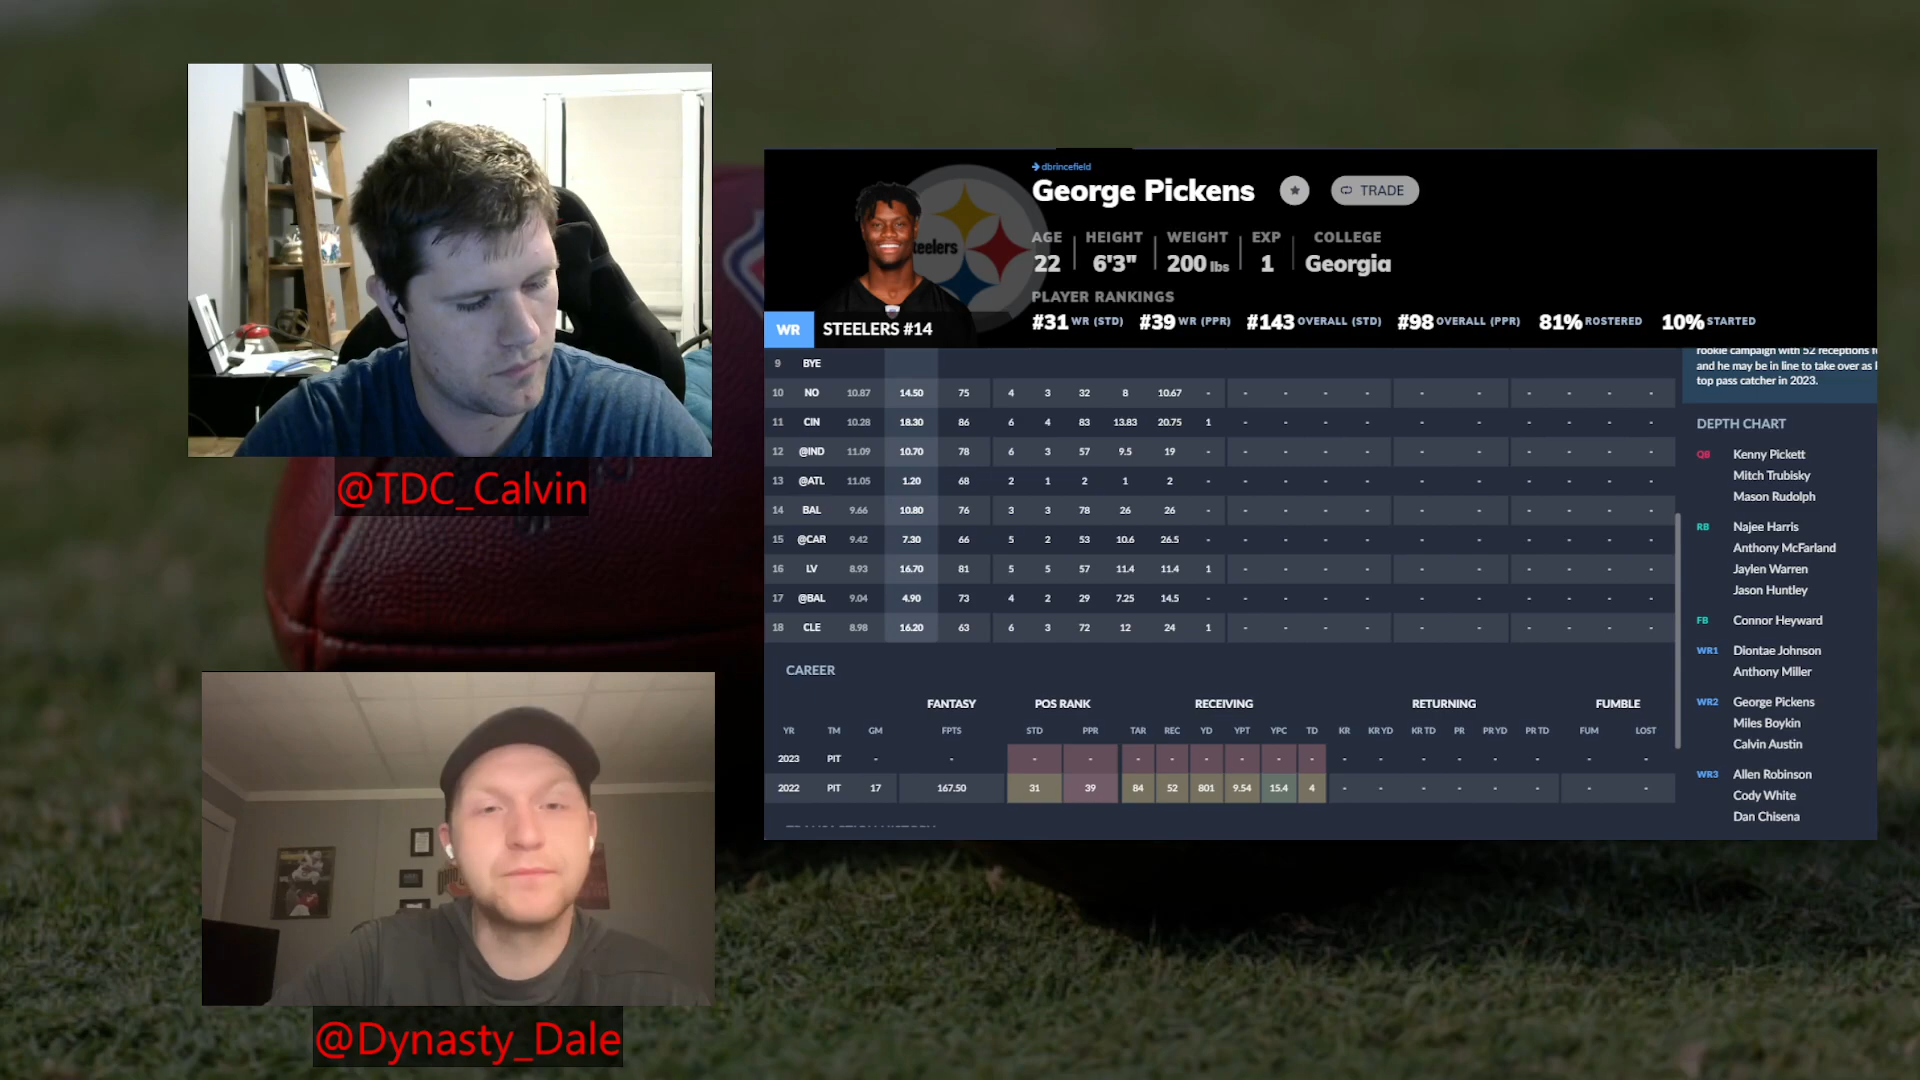 @TDC_Calvin
@Dynasty_Dale
dbrincefield
George Pickens
TRADE
AGE HEIGHT WEIGHT EXP COLLEGE
22 6'3" 200 lbs 1 Georgia
PLAYER RANKINGS
#31 WR (STD) #39 WR (PPR) #143 OVERALL (STD) #98 OVERALL (PPR) 81% ROSTERED 10% STARTED
steelers
WR STEELERS #14
9 BYE
10 NO 10.87 14.50 75 4 3 32 8 10.67 - - - - - - - - - - -
11 CIN 10.28 18.30 86 6 4 83 13.83 20.75 1 - - - - - - - - - -
12 @IND 11.09 10.70 78 6 3 57 9.5 19 - - - - - - - - - - -
13 @ATL 11.05 1.20 68 2 1 2 1 2 - - - - - - - - - - -
14 BAL 9.66 10.80 76 3 3 78 26 26 - - - - - - - - - - -
15 @CAR 9.42 7.30 66 5 2 53 10.6 26.5 - - - - - - - - - - -
16 LV 8.93 16.70 81 5 5 57 11.4 11.4 1 - - - - - - - - - -
17 @BAL 9.04 4.90 73 4 2 29 7.25 14.5 - - - - - - - - - - -
18 CLE 8.98 16.20 63 6 3 72 12 24 1 - - - - - - - - - -
CAREER
FANTASY POS RANK RECEIVING RETURNING FUMBLE
YR TM GM FPTS STD PPR TAR REC YD YPT YPC TD KR KR YD KR TD PR PR YD PR TD FUM LOST
2023 PIT - - - - - - - - - - - - - - - - - -
2022 PIT 17 167.50 31 39 84 52 801 9.54 15.4 4 - - - - - - - -
rookie campaign with 52 receptions
and he may be in line to take over as
top pass catcher in 2023.
DEPTH CHART
QB Kenny Pickett
Mitch Trubisky
Mason Rudolph
RB Najee Harris
Anthony McFarland
Jaylen Warren
Jason Huntley
FB Connor Heyward
WR1 Diontae Johnson
Anthony Miller
WR2 George Pickens
Miles Boykin
Calvin Austin
WR3 Allen Robinson
Cody White
Dan Chisena